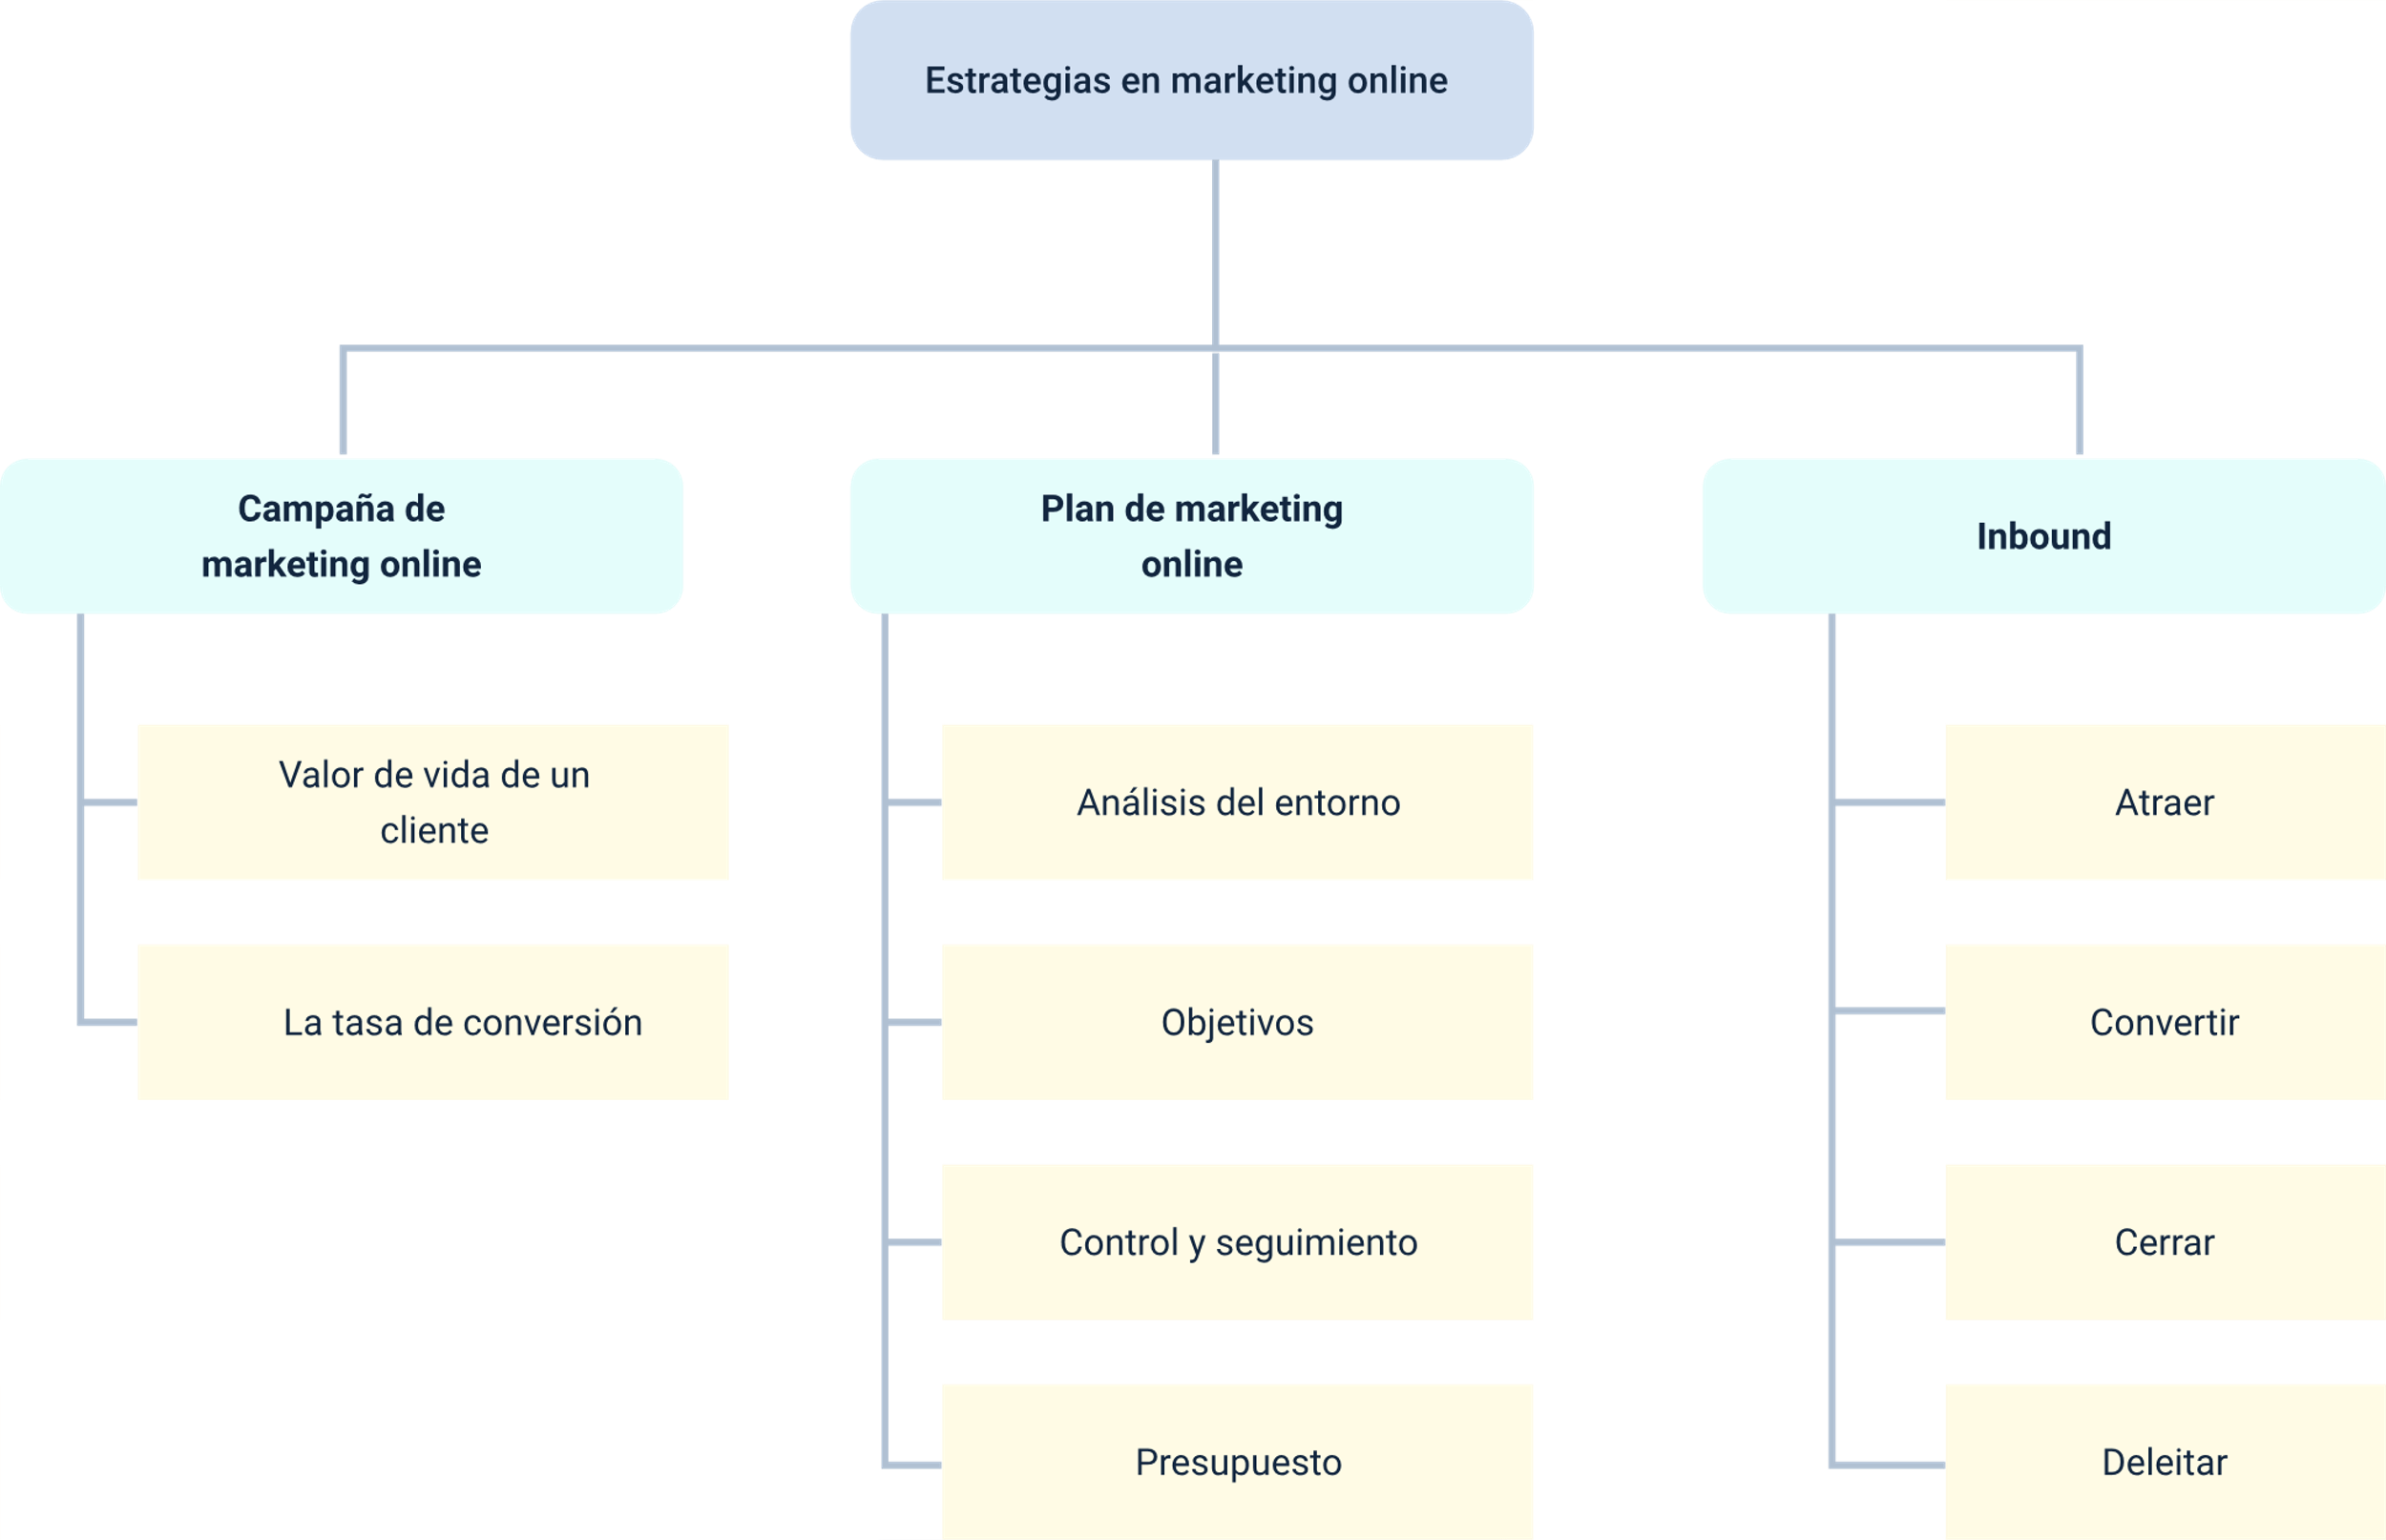 Estrategias en marketing online
Campaña de
marketing online
Plan de marketing
online
Inbound
Valor de vida de un
cliente
La tasa de conversión
Análisis del entorno
Objetivos
Control y seguimiento
Presupuesto
Atraer
Convertir
Cerrar
Deleitar